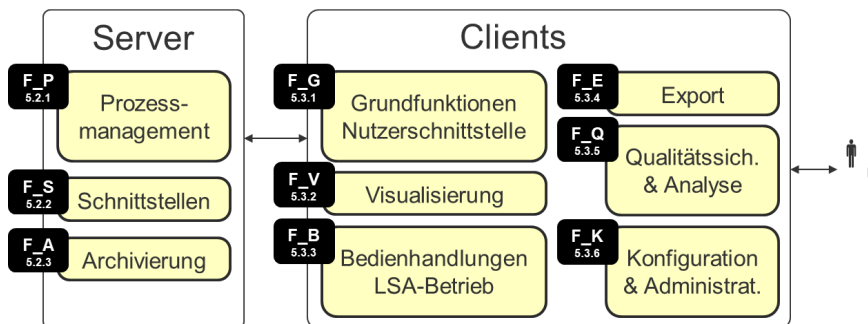 Server
F_P
5.2.1
Prozess-
management
F_S
5.2.2
Schnittstellen
F_A
5.2.3
Archivierung
Clients
F_G
5.3.1
Grundfunktionen
Nutzerschnittstelle
F_V
5.3.2
Visualisierung
F_B
5.3.3
Bedienhandlungen
LSA-Betrieb
F_E
5.3.4
Export
F_Q
5.3.5
Qualitätssich.
& Analyse
F_K
5.3.6
Konfiguration
& Administrat.